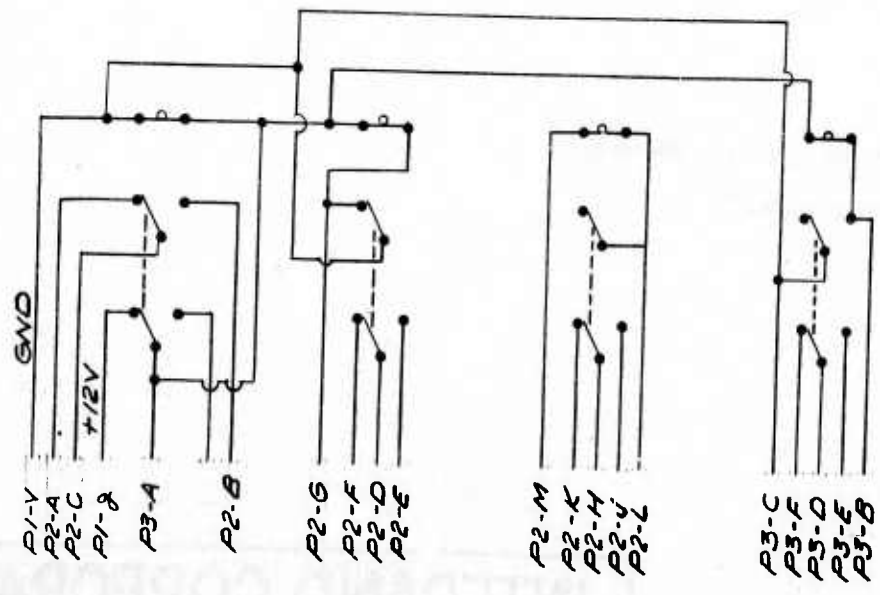 GND
+12V
P1-V
P2-A
P2-C
P3-A
P2-B
P2-G
P2-F
P2-D
P2-E
P2-M
P2-K
P2-H
P2-J
P2-L
P3-C
P3-F
P3-D
P3-E
P3-B